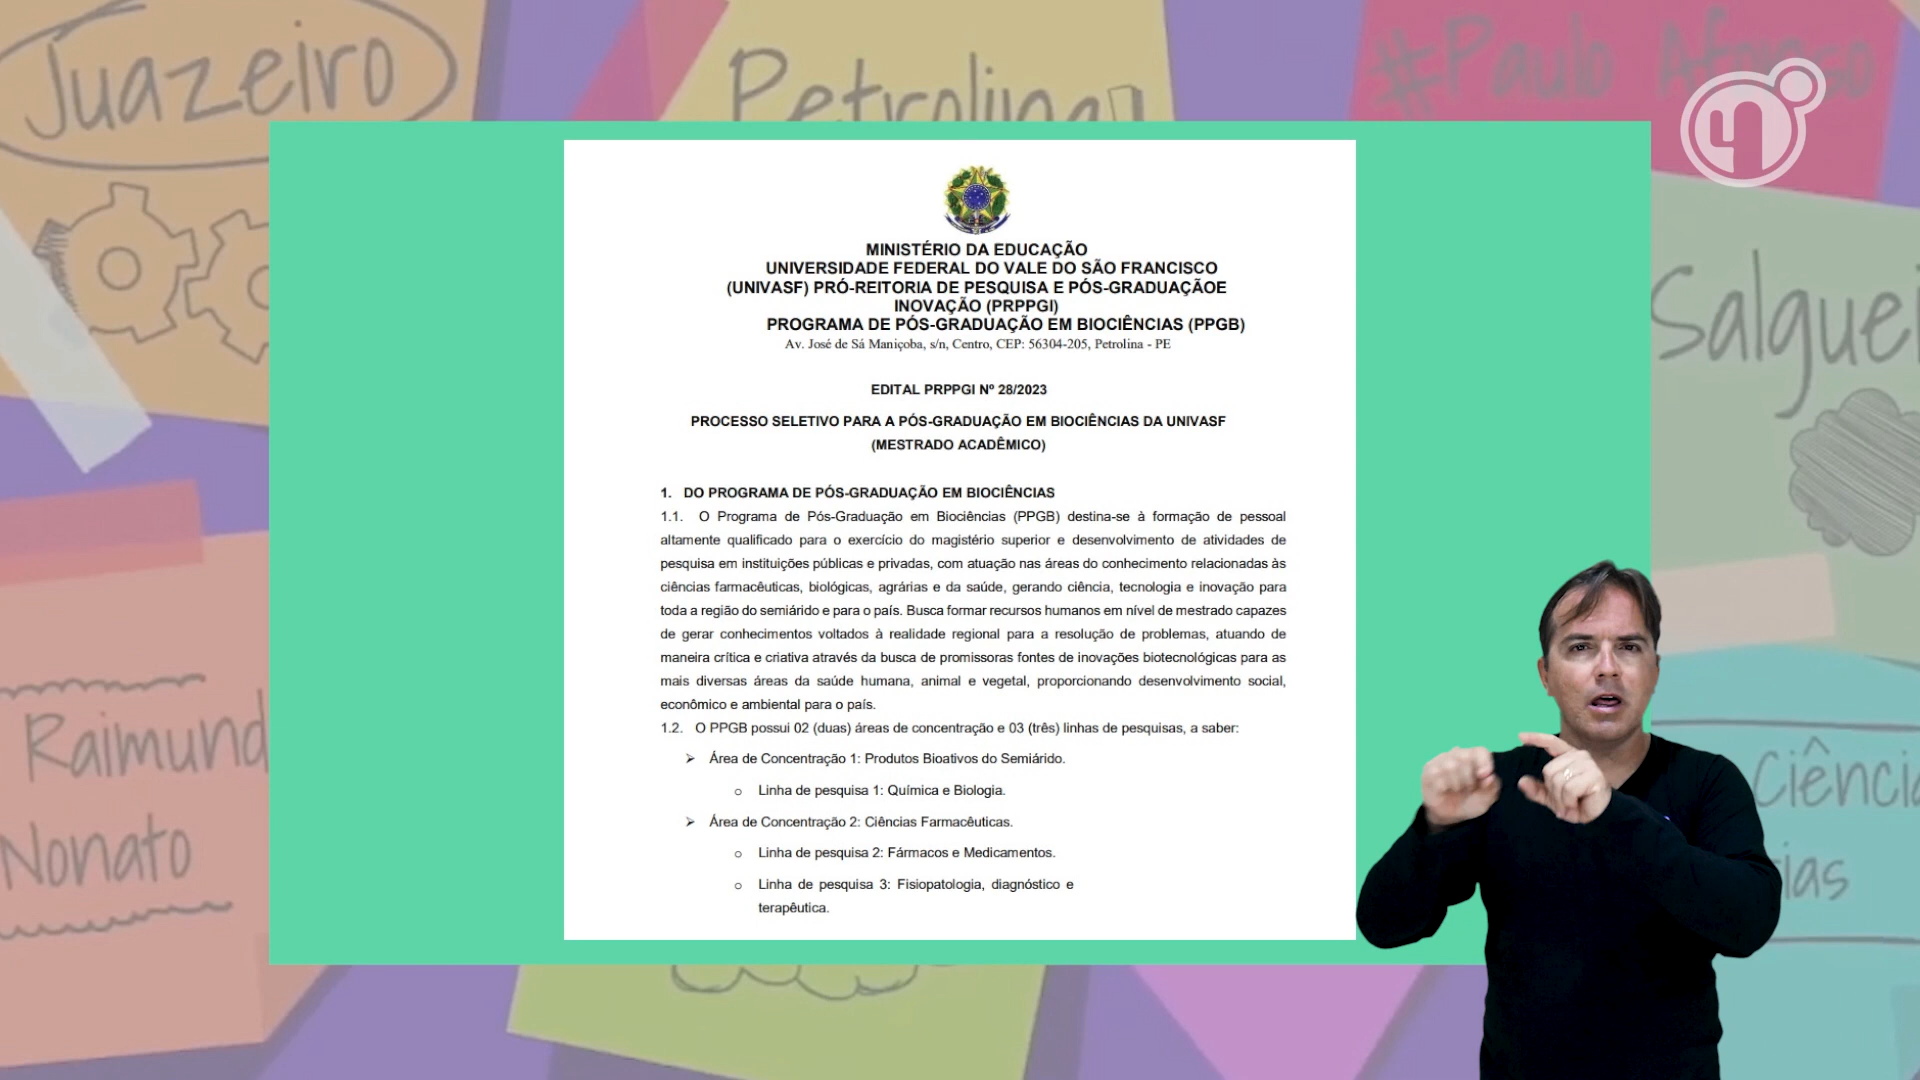 Juazeiro
Petrolina
#Paulo Afonso
MINISTÉRIO DA EDUCAÇÃO
UNIVERSIDADE FEDERAL DO VALE DO SÃO FRANCISCO
(UNIVASF) PRÓ-REITORIA DE PESQUISA E PÓS-GRADUAÇÃOE
INOVAÇÃO (PRPPGI)
PROGRAMA DE PÓS-GRADUAÇÃO EM BIOCIÊNCIAS (PPGB)
Av. José de Sá Maniçoba, s/n, Centro, CEP: 56304-205, Petrolina - PE
EDITAL PRPPGI Nº 28/2023
PROCESSO SELETIVO PARA A PÓS-GRADUAÇÃO EM BIOCIÊNCIAS DA UNIVASF
(MESTRADO ACADÊMICO)
1. DO PROGRAMA DE PÓS-GRADUAÇÃO EM BIOCIÊNCIAS
1.1. O Programa de Pós-Graduação em Biociências (PPGB) destina-se à formação de pessoal
altamente qualificado para o exercício do magistério superior e desenvolvimento de atividades de
pesquisa em instituições públicas e privadas, com atuação nas áreas do conhecimento relacionadas às
ciências farmacêuticas, biológicas, agrárias e da saúde, gerando ciência, tecnologia e inovação para
toda a região do semiárido e para o país. Busca formar recursos humanos em nível de mestrado capazes
de gerar conhecimentos voltados à realidade regional para a resolução de problemas, atuando de
maneira crítica e criativa através da busca de promissoras fontes de inovações biotecnológicas para as
mais diversas áreas da saúde humana, animal e vegetal, proporcionando desenvolvimento social,
econômico e ambiental para o país.
1.2. O PPGB possui 02 (duas) áreas de concentração e 03 (três) linhas de pesquisas, a saber:
➢ Área de Concentração 1: Produtos Bioativos do Semiárido.
o Linha de pesquisa 1: Química e Biologia.
➢ Área de Concentração 2: Ciências Farmacêuticas.
o Linha de pesquisa 2: Fármacos e Medicamentos.
o Linha de pesquisa 3: Fisiopatologia, diagnóstico e
terapêutica.
Salguei
Raimund
Nonato
Ciência
ias